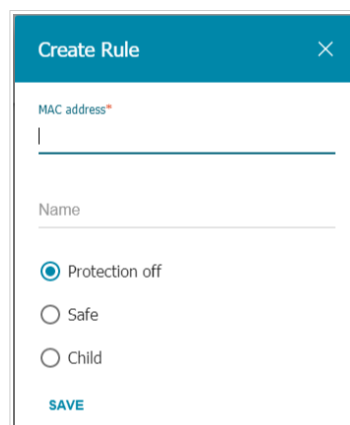 Create Rule
MAC address*
Name
Protection off
Safe
Child
SAVE